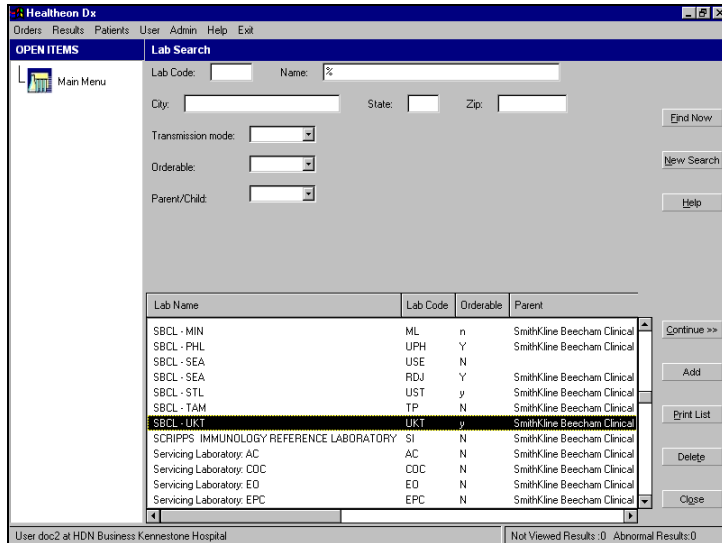 Healtheon Dx
Orders Results Patients User Admin Help Exit
OPEN ITEMS
Main Menu
Lab Search
Lab Code: Name: %
City: State: Zip:
Transmission mode:
Orderable:
Parent/Child:
Find Now
New Search
Help
Lab Name Lab Code Orderable Parent
SBCL - MIN ML n SmithKline Beecham Clinical
SBCL - PHL UPH Y SmithKline Beecham Clinical
SBCL - SEA USE N
SBCL - SEA RDJ Y SmithKline Beecham Clinical
SBCL - STL UST y SmithKline Beecham Clinical
SBCL - TAM TP N SmithKline Beecham Clinical
SBCL - UKT UKT y SmithKline Beecham Clinical
SCRIPPS IMMUNOLOGY REFERENCE LABORATORY SI N SmithKline Beecham Clinical
Servicing Laboratory: AC AC N SmithKline Beecham Clinical
Servicing Laboratory: COC COC N SmithKline Beecham Clinical
Servicing Laboratory: EO EO N SmithKline Beecham Clinical
Servicing Laboratory: EPC EPC N SmithKline Beecham Clinical
Continue >>
Add
Print List
Delete
Close
User doc2 at HDN Business Kennestone Hospital
Not Viewed Results :0 Abnormal Results:0